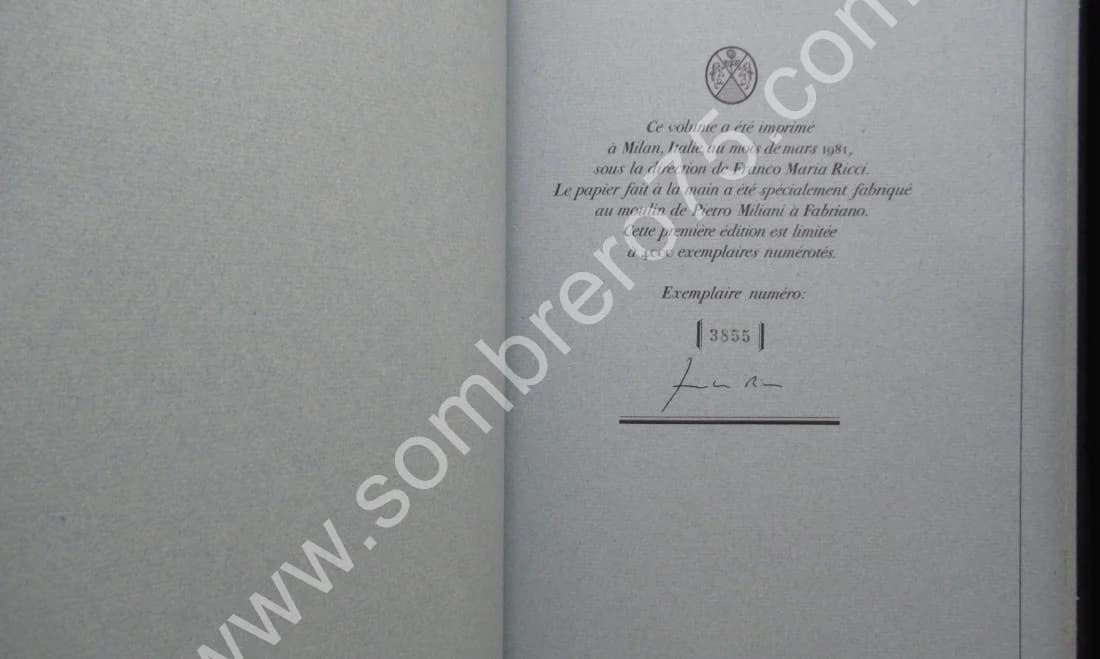 Ce volume a été imprimé
à Milan, Italie, au mois de mars 1981,
sous la direction de Franco Maria Ricci.
Le papier fait à la main a été spécialement fabriqué
au moulin de Pietro Miliani à Fabriano.
Cette première édition est limitée
à 4000 exemplaires numérotés.
Exemplaire numéro:
3855
www.sombrero75.com